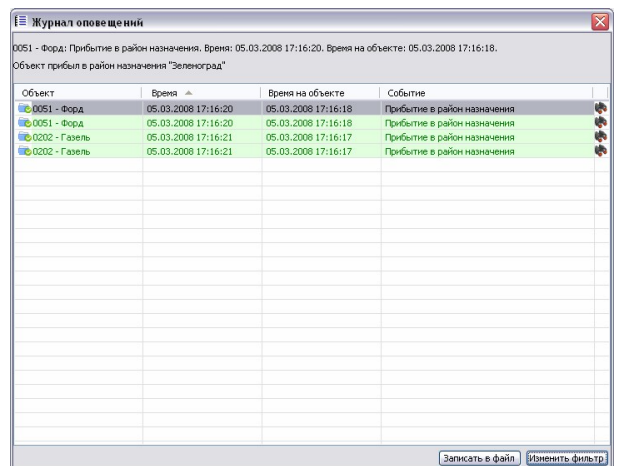 Журнал оповещений
0051 - Форд: Прибытие в район назначения. Время: 05.03.2008 17:16:20. Время на объекте: 05.03.2008 17:16:18.
Объект прибыл в район назначения "Зеленоград"
Объект Время Время на объекте Событие
0051 - Форд 05.03.2008 17:16:20 05.03.2008 17:16:18 Прибытие в район назначения
0051 - Форд 05.03.2008 17:16:20 05.03.2008 17:16:18 Прибытие в район назначения
0202 - Газель 05.03.2008 17:16:21 05.03.2008 17:16:17 Прибытие в район назначения
0202 - Газель 05.03.2008 17:16:21 05.03.2008 17:16:17 Прибытие в район назначения
Записать в файл Изменить фильтр